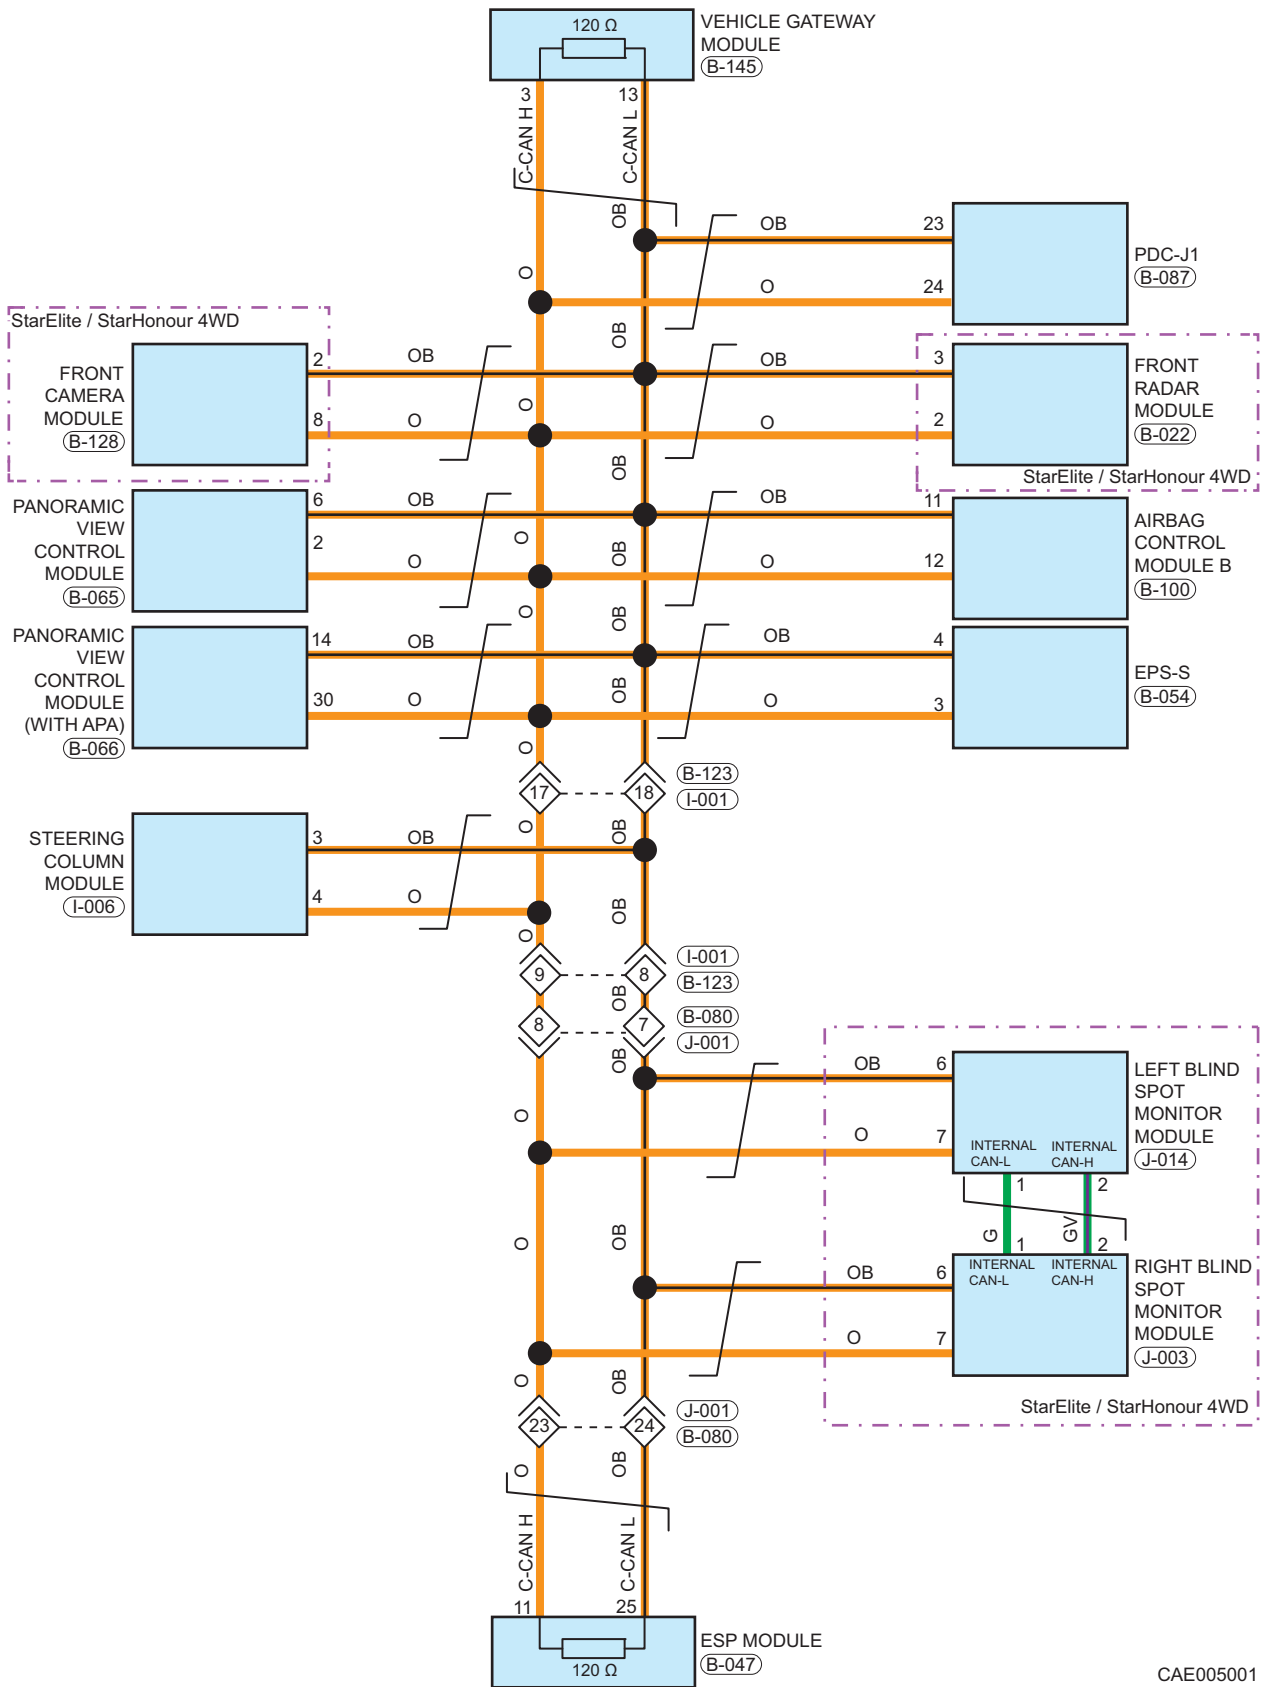 120 Ω
VEHICLE GATEWAY
MODULE
B-145
3
13
C-CAN H
C-CAN L
OB
OB
23
PDC-J1
B-087
O
O
24
StarElite / StarHonour 4WD
OB
2
OB
OB
3
FRONT
CAMERA
MODULE
B-128
FRONT
RADAR
MODULE
B-022
O
8
O
O
2
OB
StarElite / StarHonour 4WD
PANORAMIC
VIEW
CONTROL
MODULE
B-065
6
OB
OB
11
AIRBAG
CONTROL
MODULE B
B-100
2
O
OB
O
O
12
O
OB
PANORAMIC
VIEW
CONTROL
MODULE
(WITH APA)
B-066
14
OB
OB
4
EPS-S
B-054
30
O
OB
O
3
O
17
18
B-123
I-001
O
OB
STEERING
COLUMN
MODULE
I-006
3
OB
4
O
OB
O
9
8
I-001
B-123
OB
8
7
B-080
J-001
OB
OB
6
LEFT BLIND
SPOT
MONITOR
MODULE
J-014
O
O
7
INTERNAL
CAN-L
INTERNAL
CAN-H
1
2
O
OB
G
GV
1
2
INTERNAL
CAN-L
INTERNAL
CAN-H
OB
6
RIGHT BLIND
SPOT
MONITOR
MODULE
J-003
O
7
O
OB
StarElite / StarHonour 4WD
23
24
J-001
B-080
O
OB
C-CAN H
C-CAN L
11
25
ESP MODULE
B-047
120 Ω
CAE005001